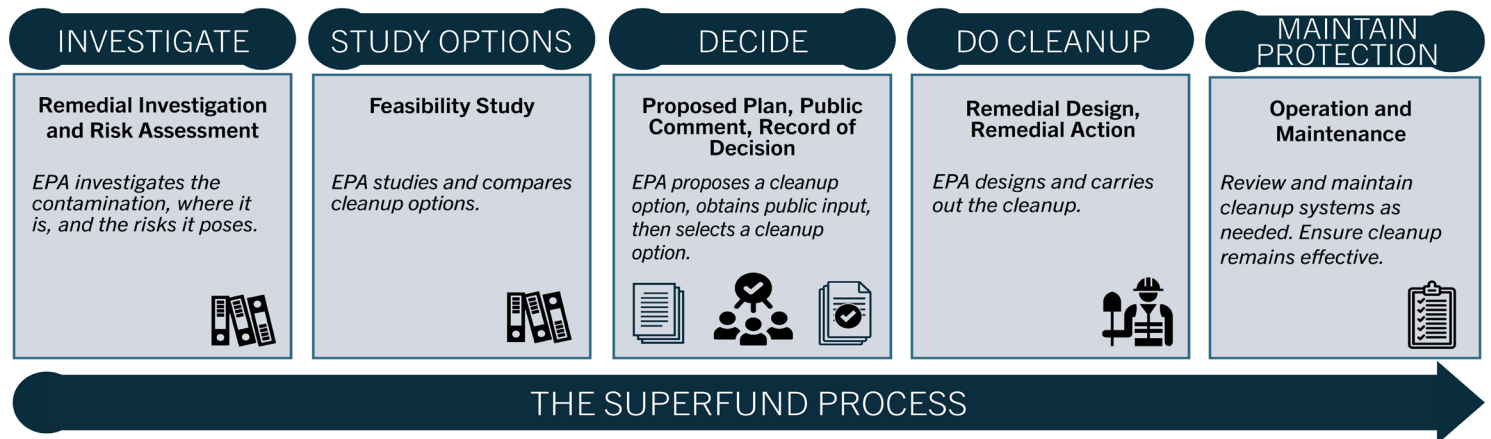 INVESTIGATE
Remedial Investigation
and Risk Assessment
EPA investigates the
contamination, where it
is, and the risks it poses.
STUDY OPTIONS
Feasibility Study
EPA studies and compares
cleanup options.
DECIDE
Proposed Plan, Public
Comment, Record of
Decision
EPA proposes a cleanup
option, obtains public input,
then selects a cleanup
option.
DO CLEANUP
Remedial Design,
Remedial Action
EPA designs and carries
out the cleanup.
MAINTAIN
PROTECTION
Operation and
Maintenance
Review and maintain
cleanup systems as
needed. Ensure cleanup
remains effective.
THE SUPERFUND PROCESS